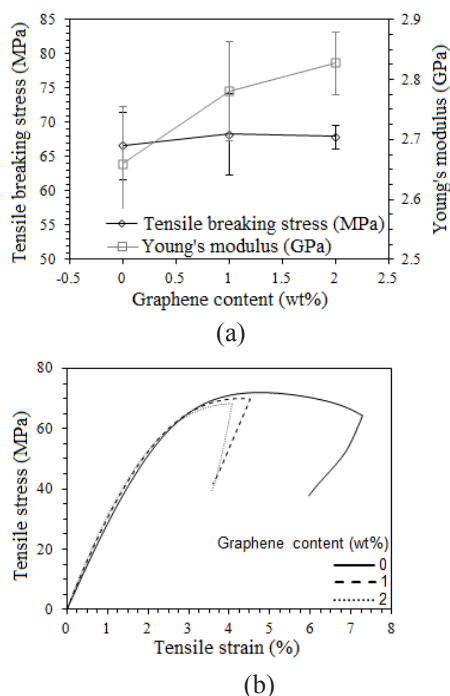 85
80
75
70
65
60
55
50
Tensile breaking stress (MPa)
2.9
2.8
2.7
2.6
2.5
Young's modulus (GPa)
Tensile breaking stress (MPa)
Young's modulus (GPa)
-0.5 0 0.5 1 1.5 2 2.5
Graphene content (wt%)
(a)
80
60
40
20
0
Tensile stress (MPa)
Graphene content (wt%)
0
1
2
0 1 2 3 4 5 6 7 8
Tensile strain (%)
(b)